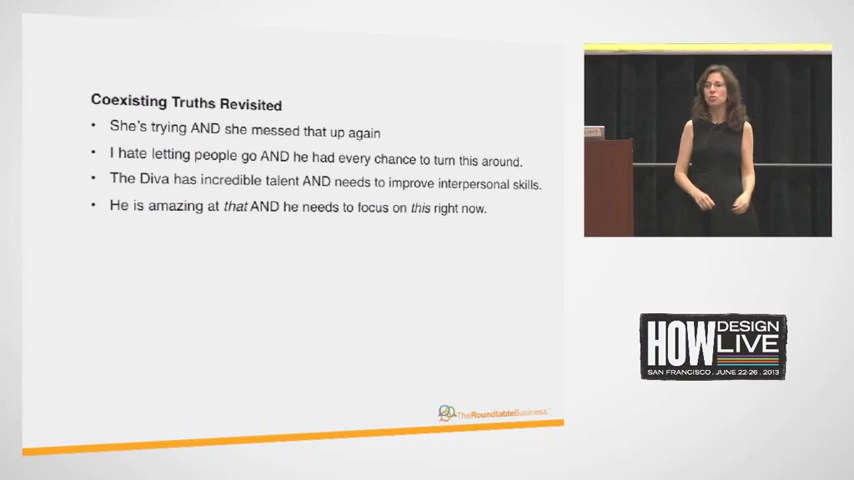 Coexisting Truths Revisited
• She's trying AND she messed that up again
• I hate letting people go AND he had every chance to turn this around.
• The Diva has incredible talent AND needs to improve interpersonal skills.
• He is amazing at that AND he needs to focus on this right now.
TheRoundtableBusiness
HOW DESIGN LIVE
SAN FRANCISCO . JUNE 22-26 . 2013